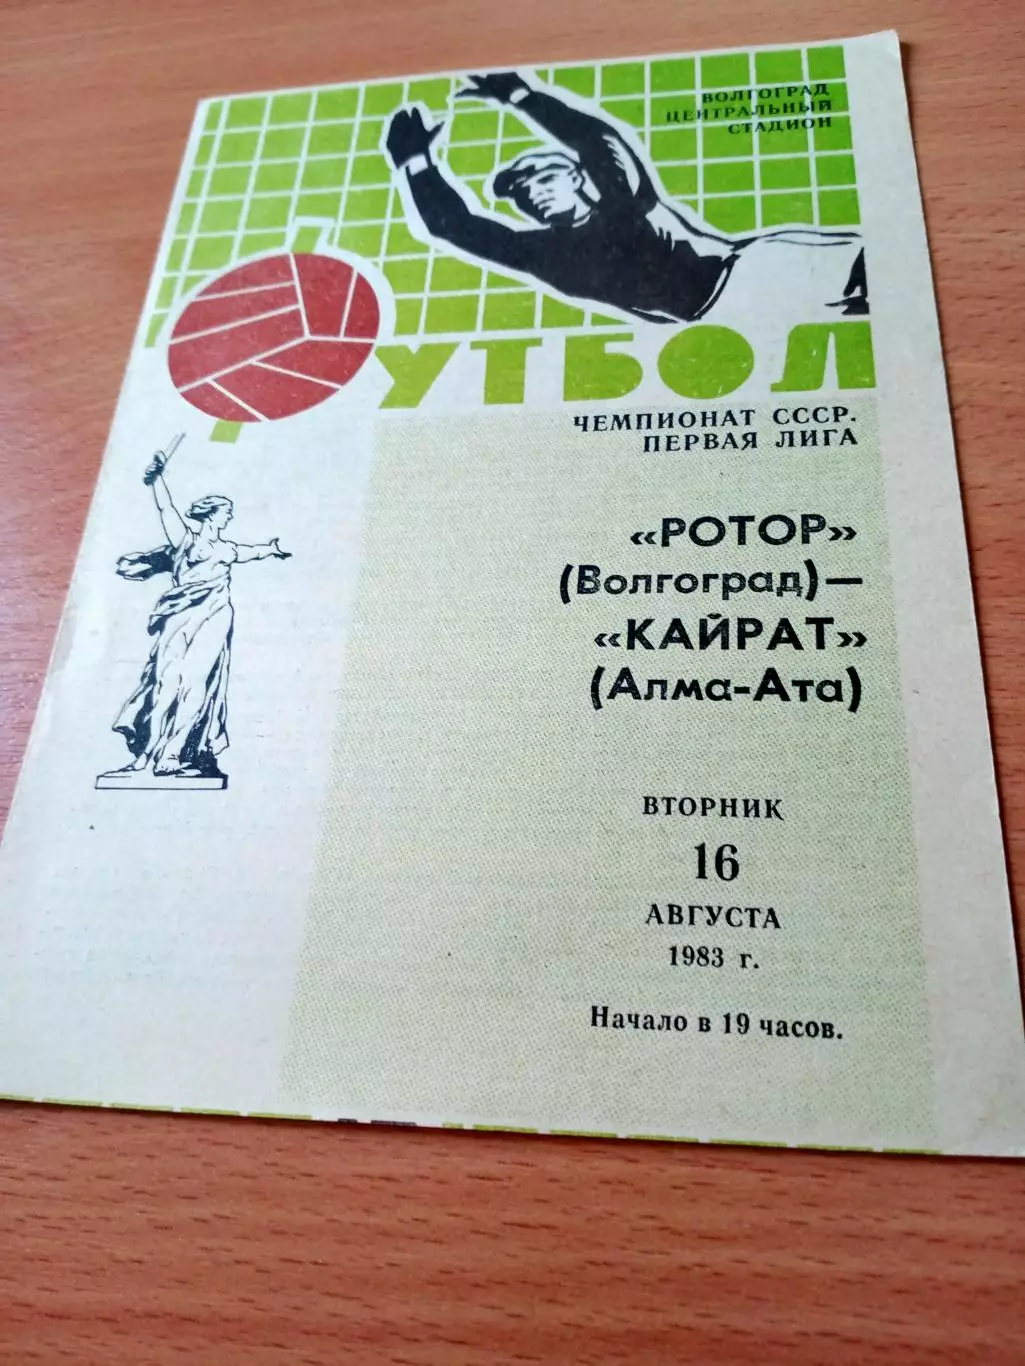 ВОЛГОГРАД
ЦЕНТРАЛЬНЫЙ
СТАДИОН
ФУТБОЛ
ЧЕМПИОНАТ СССР.
ПЕРВАЯ ЛИГА
«РОТОР»
(Волгоград)—
«КАЙРАТ»
(Алма-Ата)
ВТОРНИК
16
АВГУСТА
1983 г.
Начало в 19 часов.